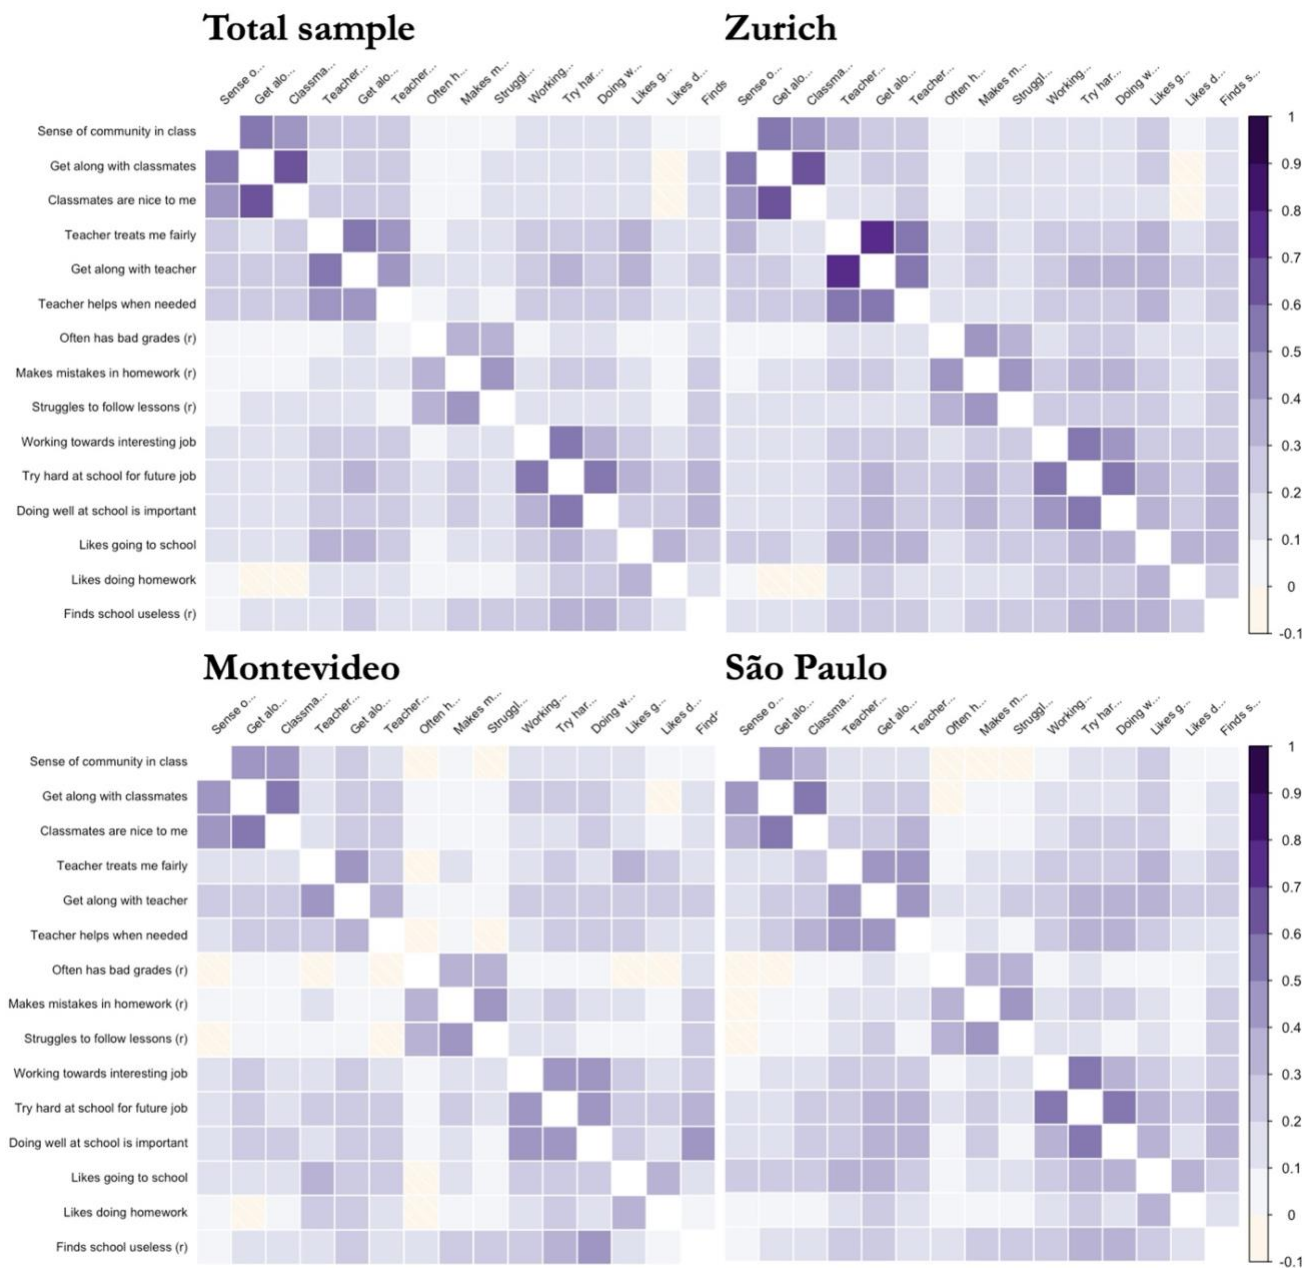 Total sample
Zurich
Sense o... Get alo... Classma... Teacher... Get alo... Teacher... Often h... Makes m... Struggl... Working... Try har... Doing w... Likes g... Likes d... Finds
Sense o... Get alo... Classma... Teacher... Get alo... Teacher... Often h... Makes m... Struggl... Working... Try har... Doing w... Likes g... Likes d... Finds s...
Sense of community in class
Get along with classmates
Classmates are nice to me
Teacher treats me fairly
Get along with teacher
Teacher helps when needed
Often has bad grades (r)
Makes mistakes in homework (r)
Struggles to follow lessons (r)
Working towards interesting job
Try hard at school for future job
Doing well at school is important
Likes going to school
Likes doing homework
Finds school useless (r)
1
0.9
0.8
0.7
0.6
0.5
0.4
0.3
0.2
0.1
0
-0.1
Montevideo
São Paulo
Sense o... Get alo... Classma... Teacher... Get alo... Teacher... Often h... Makes m... Struggl... Working... Try har... Doing w... Likes g... Likes d... Finds
Sense o... Get alo... Classma... Teacher... Get alo... Teacher... Often h... Makes m... Struggl... Working... Try har... Doing w... Likes g... Likes d... Finds s...
Sense of community in class
Get along with classmates
Classmates are nice to me
Teacher treats me fairly
Get along with teacher
Teacher helps when needed
Often has bad grades (r)
Makes mistakes in homework (r)
Struggles to follow lessons (r)
Working towards interesting job
Try hard at school for future job
Doing well at school is important
Likes going to school
Likes doing homework
Finds school useless (r)
1
0.9
0.8
0.7
0.6
0.5
0.4
0.3
0.2
0.1
0
-0.1